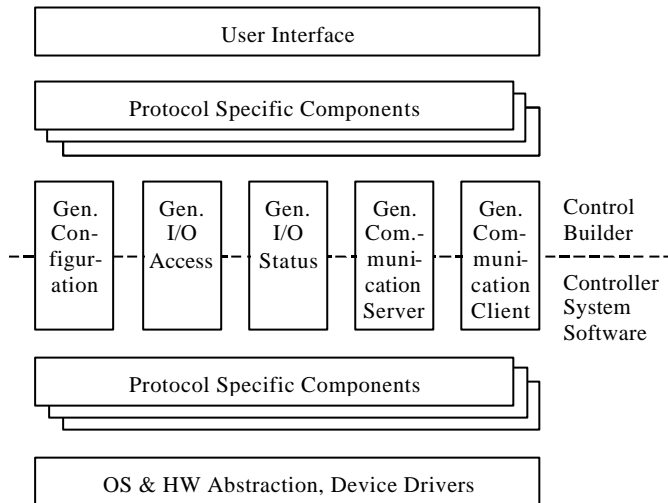 User Interface
Protocol Specific Components
Gen.
Con-
figur-
ation
Gen.
I/O
Access
Gen.
I/O
Status
Gen.
Com.-
muni-
cation
Server
Gen.
Com-
muni-
cation
Client
Control
Builder
Controller
System
Software
Protocol Specific Components
OS & HW Abstraction, Device Drivers